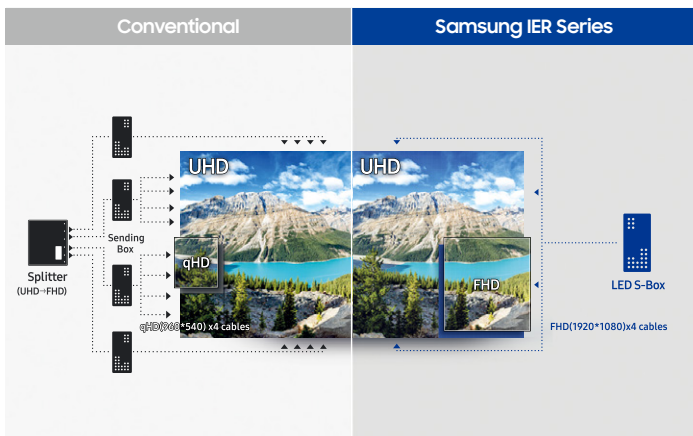 Conventional
Samsung IER Series
UHD
UHD
Sending
Box
qHD
Splitter
(UHD→FHD)
FHD
LED S-Box
qHD(960*540) x4 cables
FHD(1920*1080)x4 cables